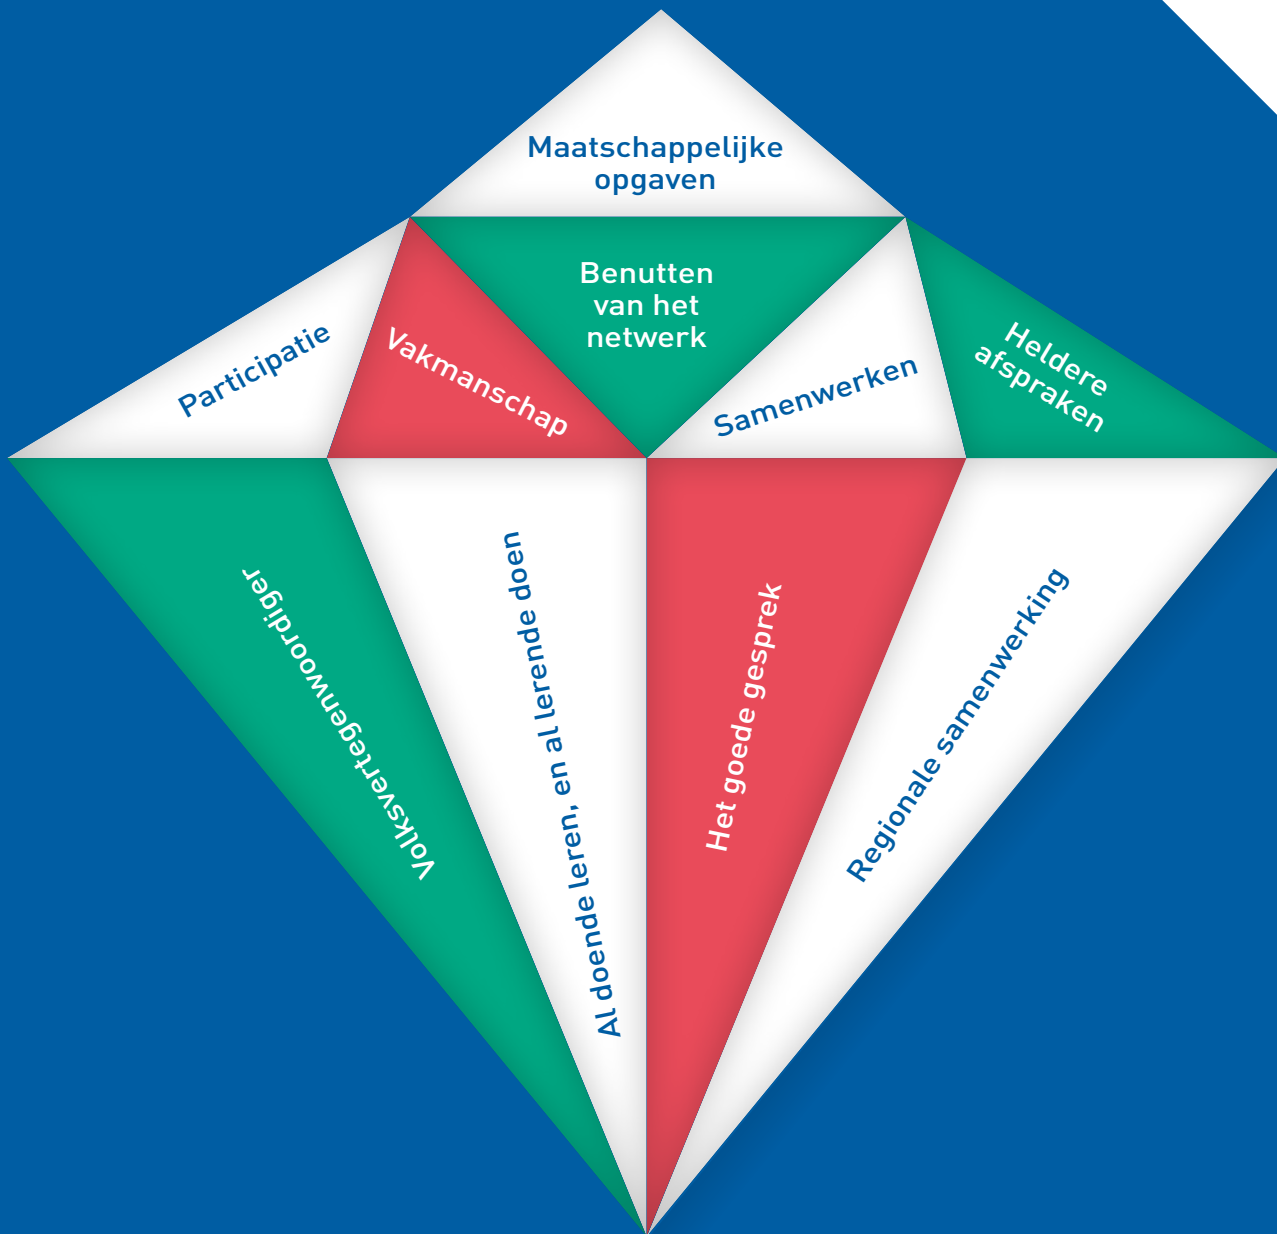 Maatschappelijke
opgaven
Benutten
van het
netwerk
Participatie
Vakmanschap
Samenwerken
Heldere
afspraken
Volksvertegenwoordiger
Al doende leren, en al lerende doen
Het goede gesprek
Regionale samenwerking